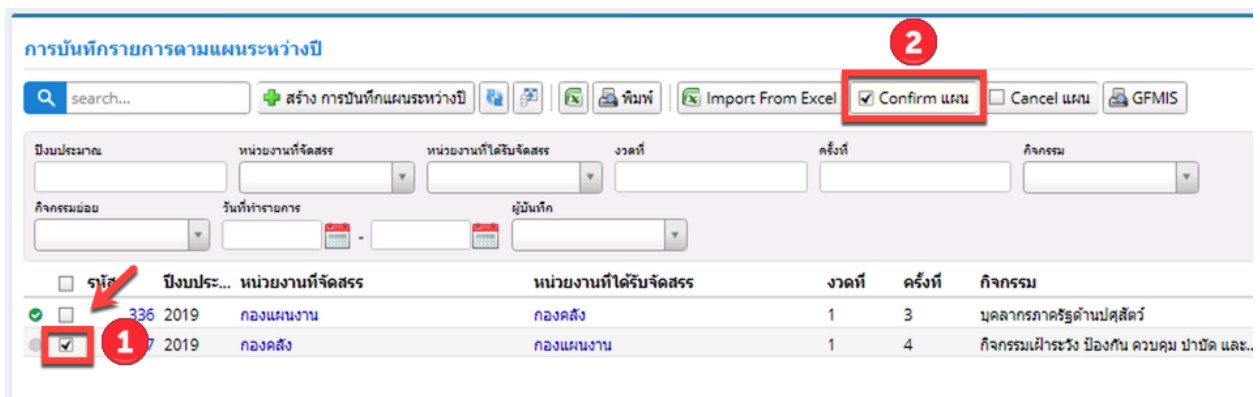 การบันทึกรายการตามแผนระหว่างปี
2
search... สร้าง การบันทึกแผนระหว่างปี พิมพ์ Import From Excel Confirm แผน Cancel แผน GFMIS
ปีงบประมาณ หน่วยงานที่จัดสรร หน่วยงานที่ได้รับจัดสรร งวดที่ ครั้งที่ กิจกรรม
กิจกรรมย่อย วันที่ทำรายการ ผู้บันทึก
-
รหัส ปีงบประ... หน่วยงานที่จัดสรร หน่วยงานที่ได้รับจัดสรร งวดที่ ครั้งที่ กิจกรรม
336 2019 กองแผนงาน กองคลัง 1 3 บุคลากรภาครัฐด้านปศุสัตว์
1 7 2019 กองคลัง กองแผนงาน 1 4 กิจกรรมเฝ้าระวัง ป้องกัน ควบคุม บำบัด และ...